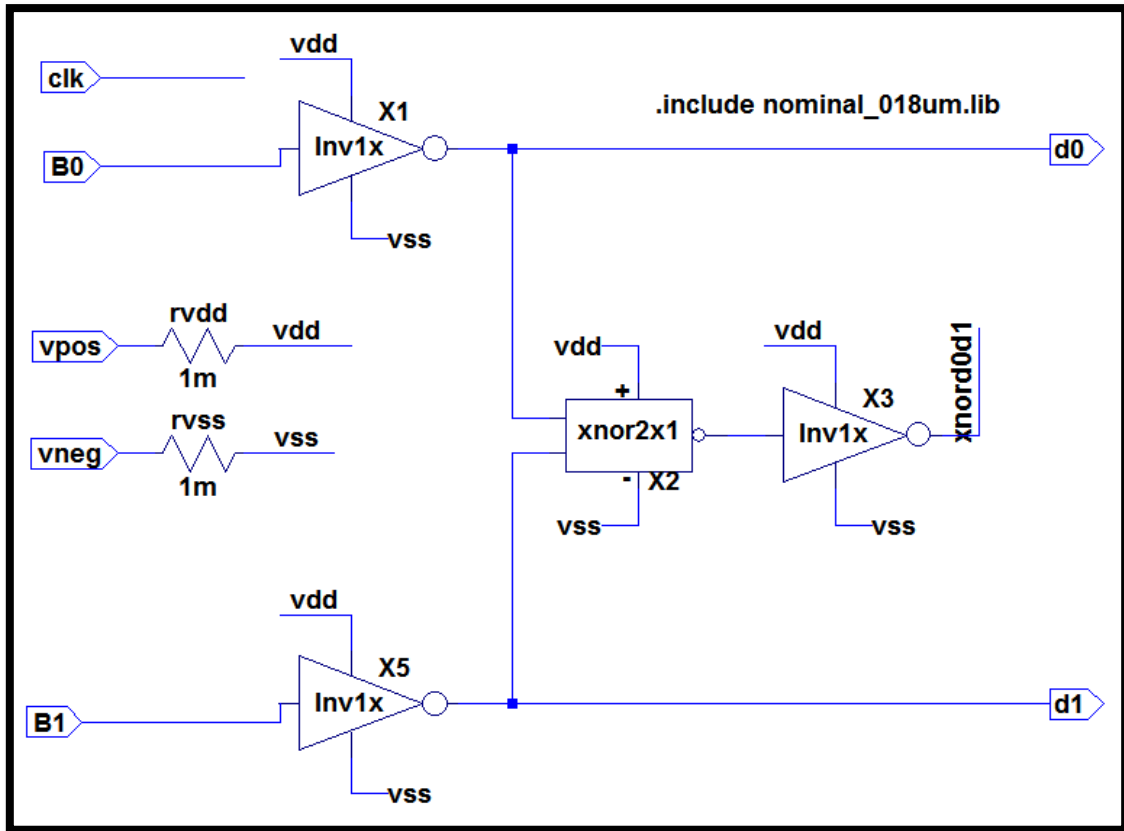 vdd
clk
X1
.include nominal_018um.lib
Inv1x
B0
d0
vss
rvdd
vpos
vdd
1m
rvss
vneg
vss
1m
vdd
+
xnor2x1
-
X2
vss
vdd
X3
Inv1x
xnord0d1
vss
vdd
X5
Inv1x
B1
d1
vss